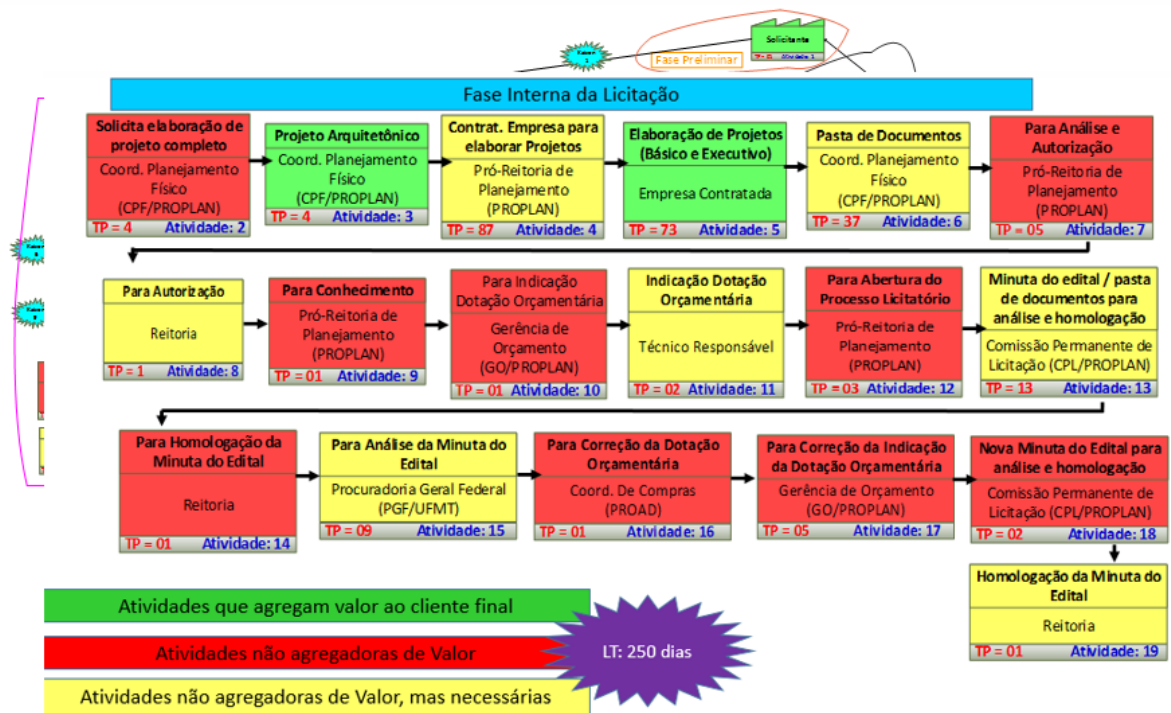 Solicitante
Fase Preliminar
TP = 01 Atividade: 1
Fase Interna da Licitação
Solicita elaboração de
projeto completo
Coord. Planejamento
Físico
(CPF/PROPLAN)
TP = 4 Atividade: 2
Projeto Arquitetônico
Coord. Planejamento
Físico
(CPF/PROPLAN)
TP = 4 Atividade: 3
Contrat. Empresa para
elaborar Projetos
Pró-Reitoria de
Planejamento
(PROPLAN)
TP = 87 Atividade: 4
Elaboração de Projetos
(Básico e Executivo)
Empresa Contratada
TP = 73 Atividade: 5
Pasta de Documentos
Coord. Planejamento
Físico
(CPF/PROPLAN)
TP = 37 Atividade: 6
Para Análise e
Autorização
Pró-Reitoria de
Planejamento
(PROPLAN)
TP = 05 Atividade: 7
Para Autorização
Reitoria
TP = 1 Atividade: 8
Para Conhecimento
Pró-Reitoria de
Planejamento
(PROPLAN)
TP = 01 Atividade: 9
Para Indicação
Dotação Orçamentária
Gerência de
Orçamento
(GO/PROPLAN)
TP = 01 Atividade: 10
Indicação Dotação
Orçamentária
Técnico Responsável
TP = 02 Atividade: 11
Para Abertura do
Processo Licitatório
Pró-Reitoria de
Planejamento
(PROPLAN)
TP = 03 Atividade: 12
Minuta do edital / pasta
de documentos para
análise e homologação
Comissão Permanente de
Licitação (CPL/PROPLAN)
TP = 13 Atividade: 13
Para Homologação da
Minuta do Edital
Reitoria
TP = 01 Atividade: 14
Para Análise da Minuta do
Edital
Procuradoria Geral Federal
(PGF/UFMT)
TP = 09 Atividade: 15
Para Correção da Dotação
Orçamentária
Coord. De Compras
(PROAD)
TP = 01 Atividade: 16
Para Correção da Indicação
da Dotação Orçamentária
Gerência de Orçamento
(GO/PROPLAN)
TP = 05 Atividade: 17
Nova Minuta do Edital para
análise e homologação
Comissão Permanente de
Licitação (CPL/PROPLAN)
TP = 02 Atividade: 18
Homologação da Minuta do
Edital
Reitoria
TP = 01 Atividade: 19
Atividades que agregam valor ao cliente final
Atividades não agregadoras de Valor
Atividades não agregadoras de Valor, mas necessárias
LT: 250 dias